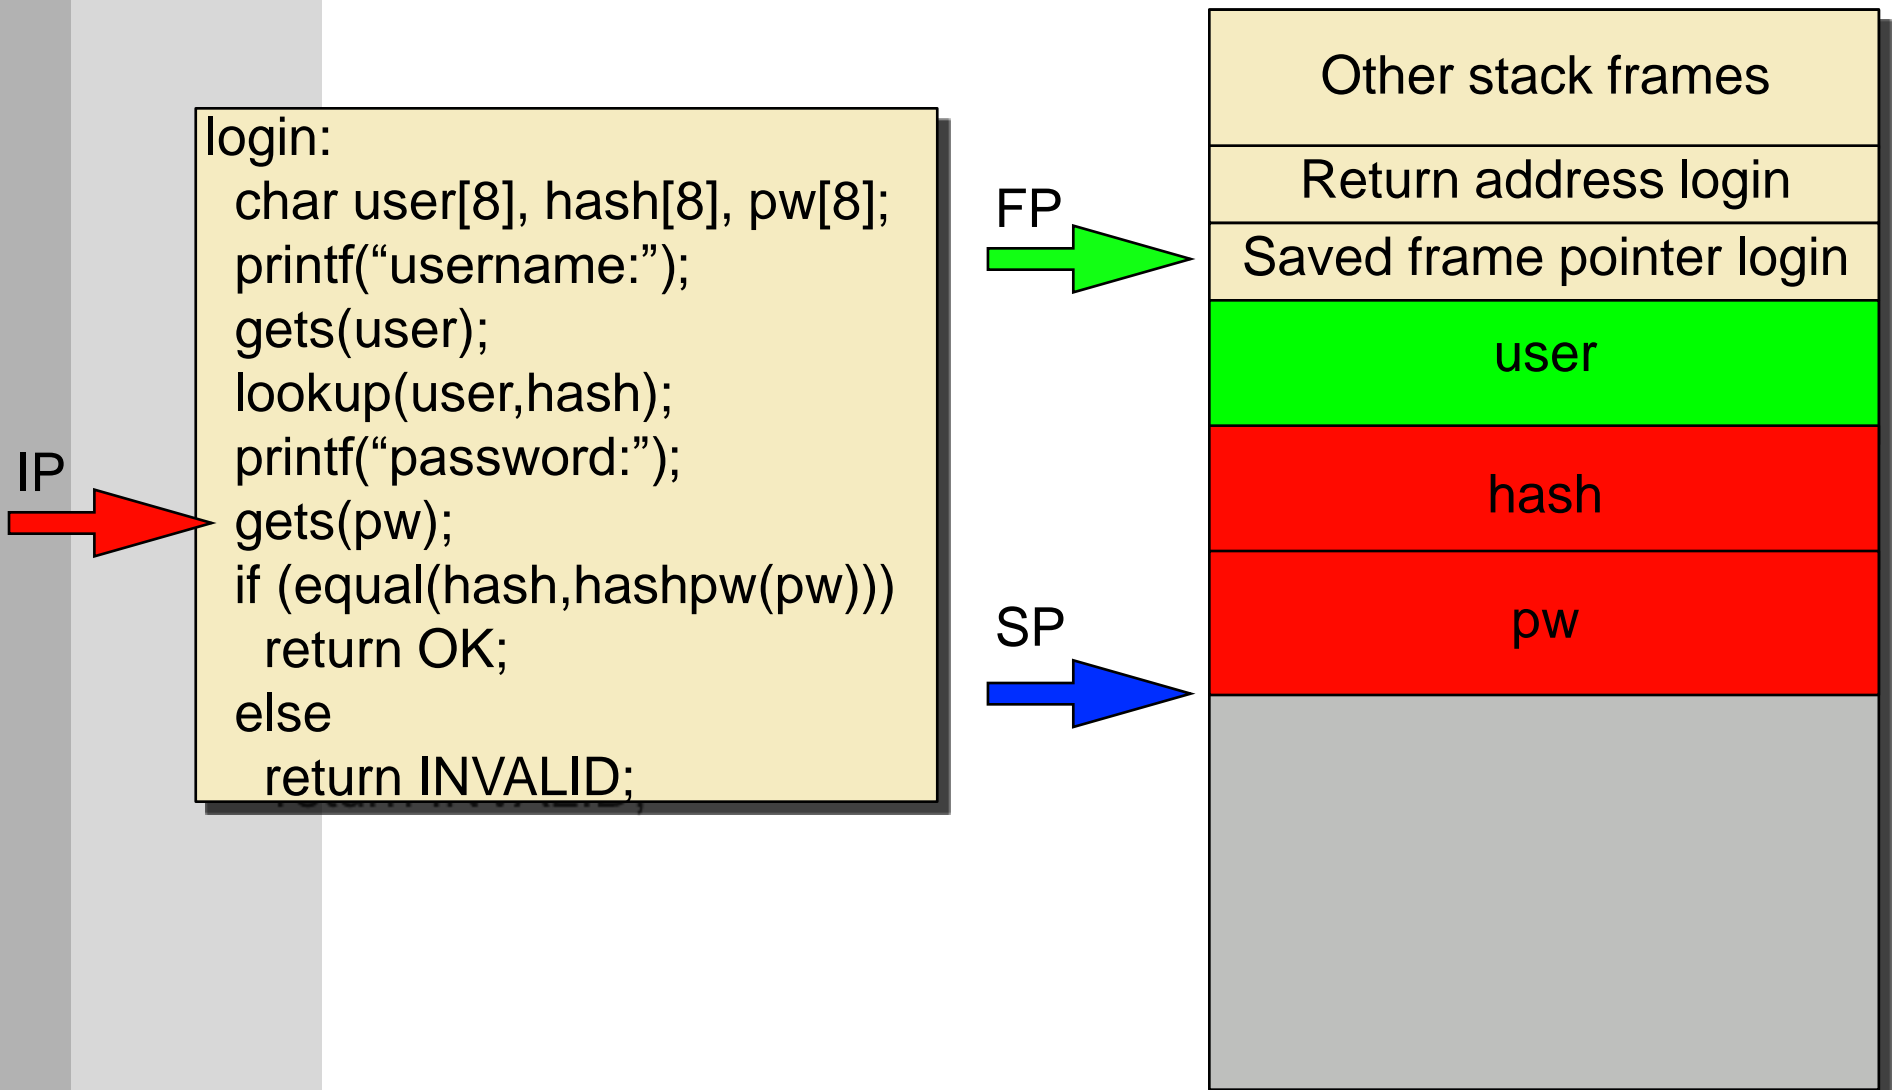 login:
char user[8], hash[8], pw[8];
printf(“username:”);
gets(user);
lookup(user,hash);
printf(“password:”);
gets(pw);
if (equal(hash,hashpw(pw)))
return OK;
else
return INVALID;
IP
FP
SP
Other stack frames
Return address login
Saved frame pointer login
user
hash
pw